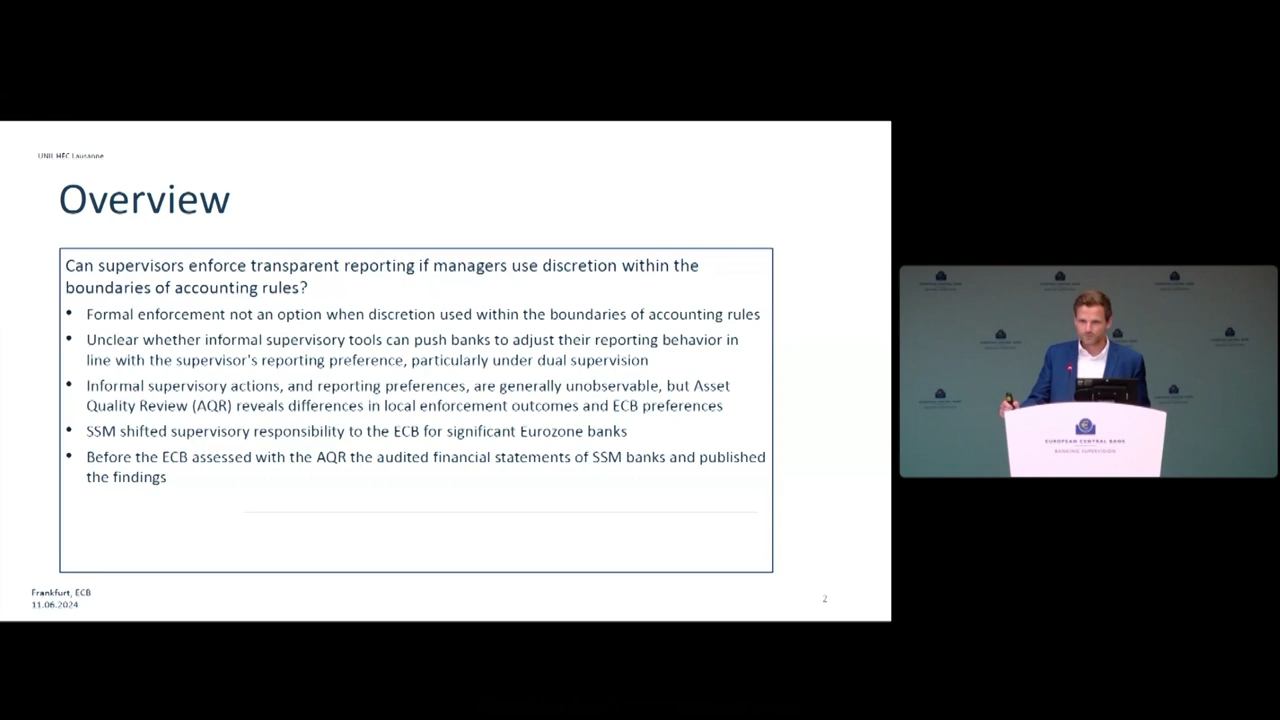 UNIL HEC Lausanne
Overview
Can supervisors enforce transparent reporting if managers use discretion within the
boundaries of accounting rules?
• Formal enforcement not an option when discretion used within the boundaries of accounting rules
• Unclear whether informal supervisory tools can push banks to adjust their reporting behavior in
line with the supervisor's reporting preference, particularly under dual supervision
• Informal supervisory actions, and reporting preferences, are generally unobservable, but Asset
Quality Review (AQR) reveals differences in local enforcement outcomes and ECB preferences
• SSM shifted supervisory responsibility to the ECB for significant Eurozone banks
• Before the ECB assessed with the AQR the audited financial statements of SSM banks and published
the findings
Frankfurt, ECB
11.06.2024
2
EUROPEAN CENTRAL BANK
BANKING SUPERVISION